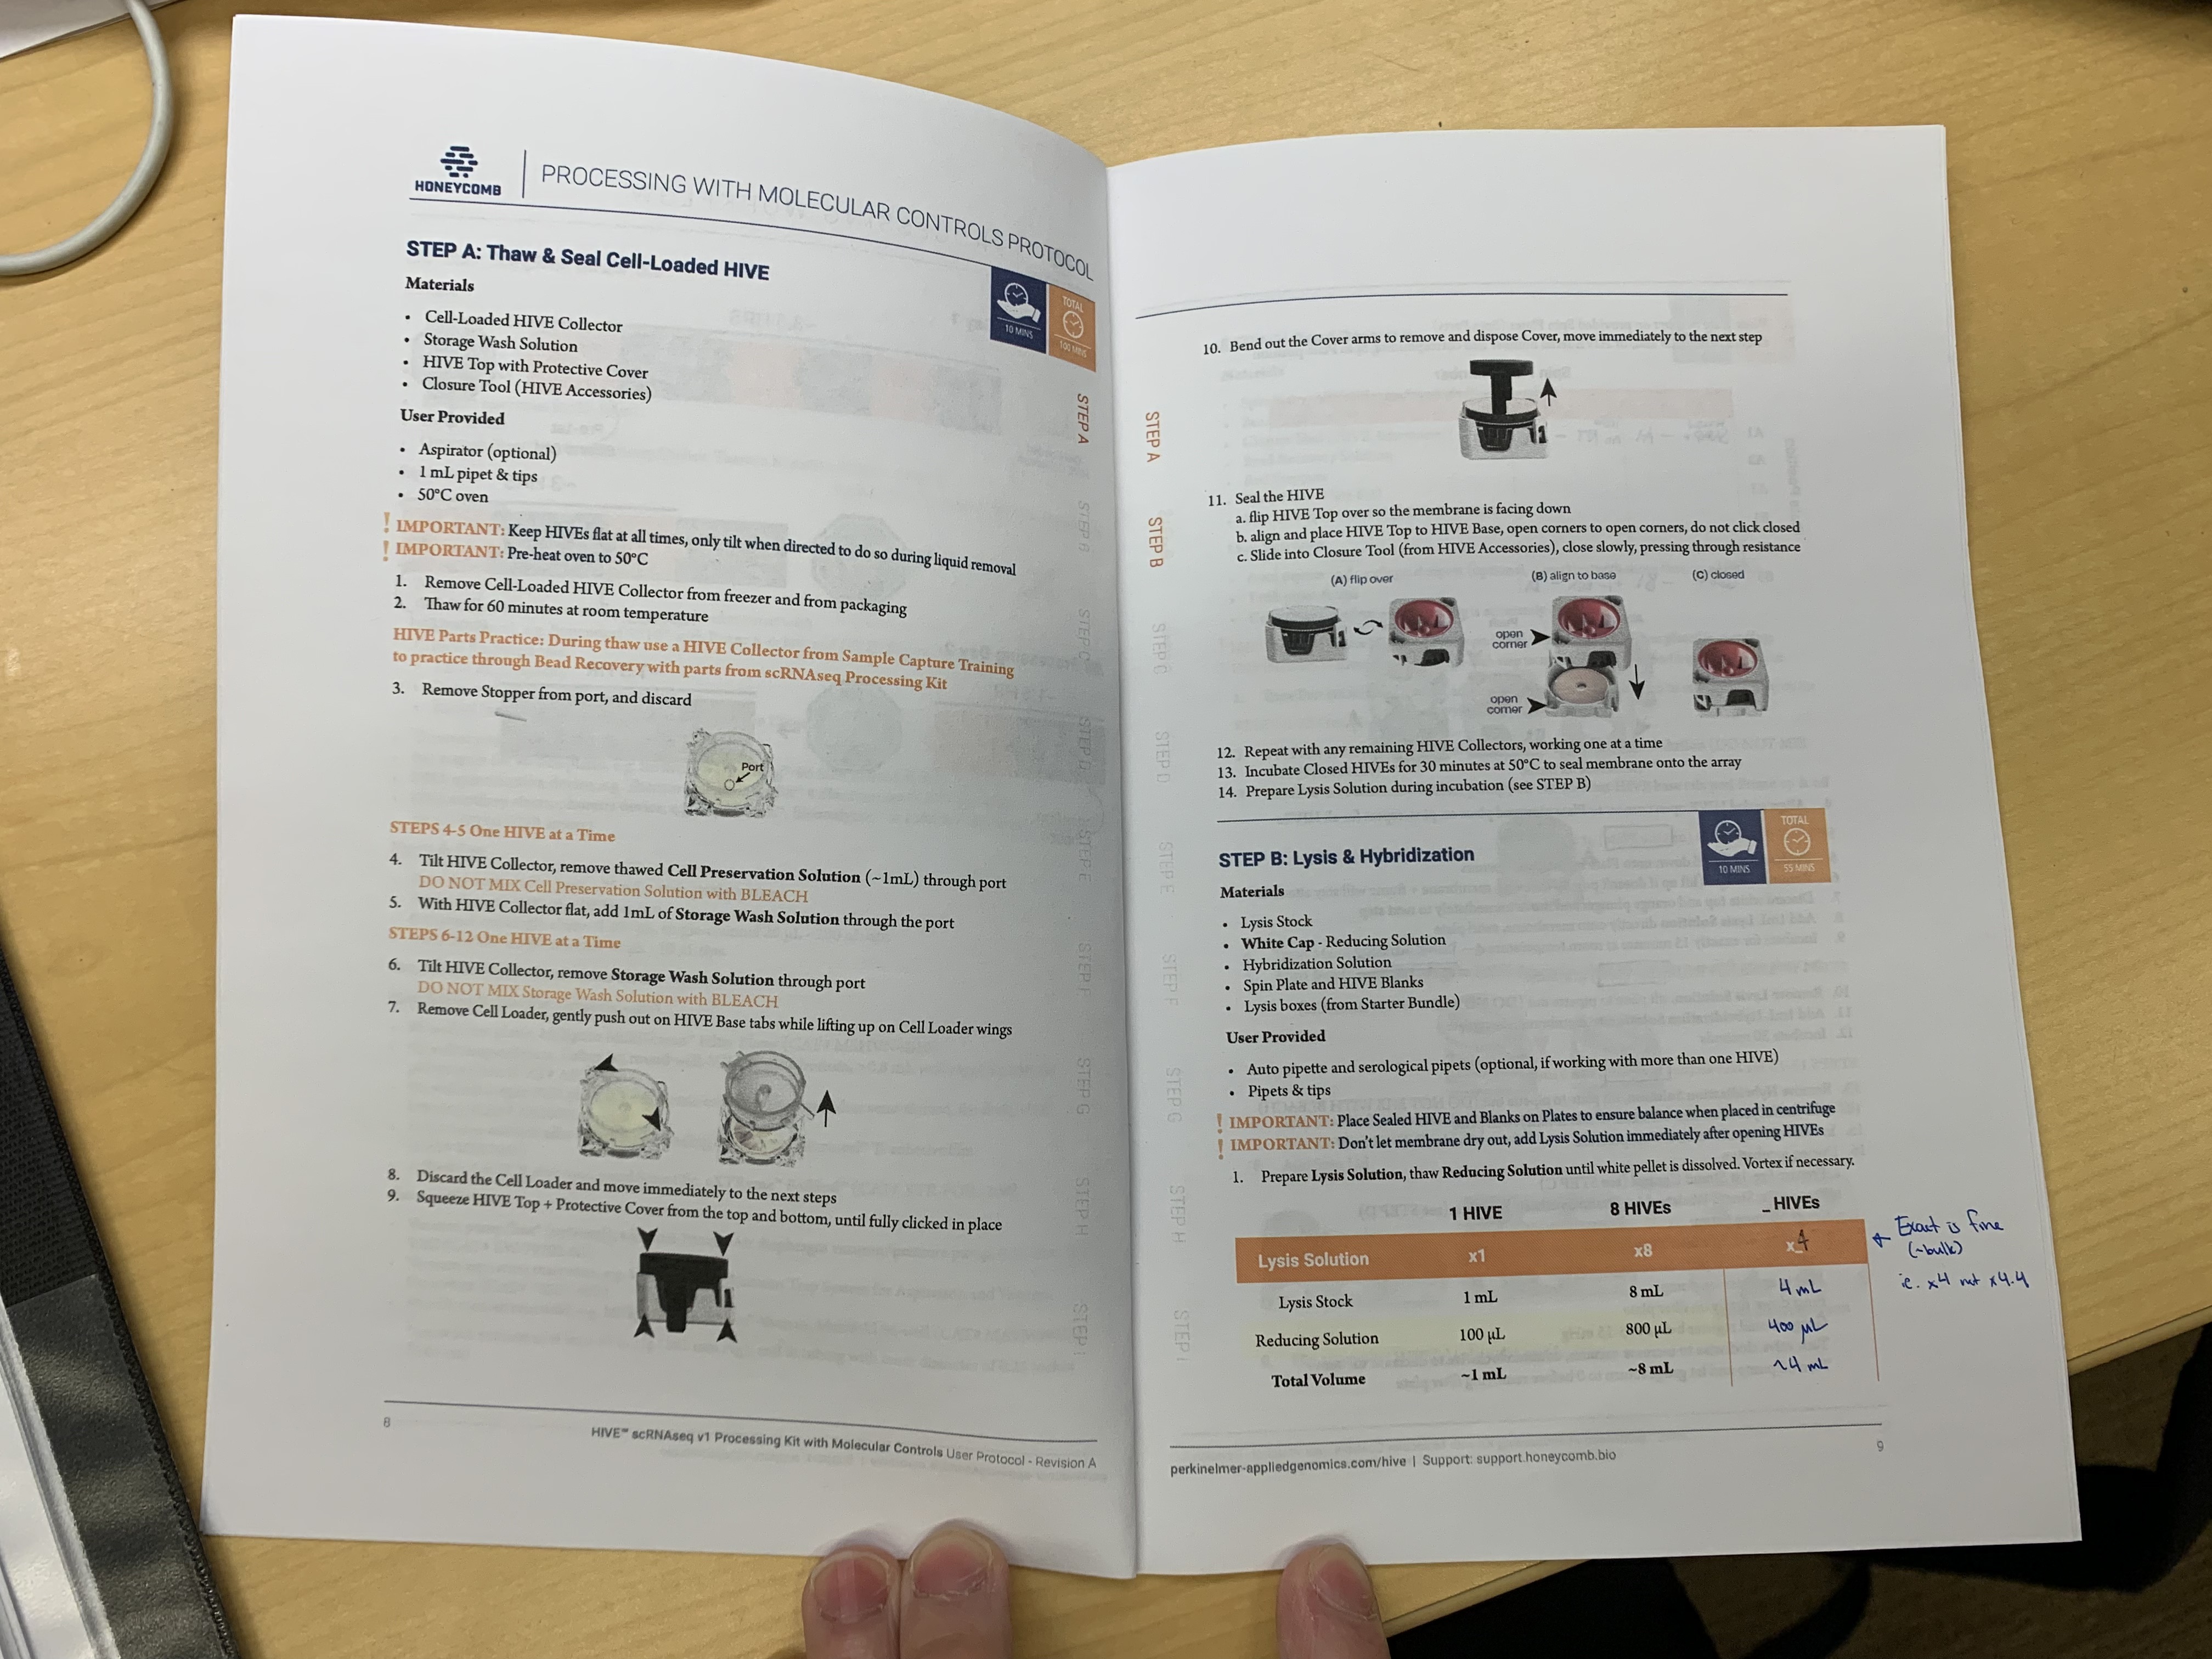 HONEYCOMB
PROCESSING WITH MOLECULAR CONTROLS PROTOCOL
STEP A: Thaw & Seal Cell-Loaded HIVE
10 MINS
TOTAL
100 MINS
Materials
• Cell-Loaded HIVE Collector
• Storage Wash Solution
• HIVE Top with Protective Cover
• Closure Tool (HIVE Accessories)
User Provided
• Aspirator (optional)
• 1 mL pipet & tips
• 50°C oven
! IMPORTANT: Keep HIVEs flat at all times, only tilt when directed to do so during liquid removal
! IMPORTANT: Pre-heat oven to 50°C
1. Remove Cell-Loaded HIVE Collector from freezer and from packaging
2. Thaw for 60 minutes at room temperature
HIVE Parts Practice: During thaw use a HIVE Collector from Sample Capture Training
to practice through Bead Recovery with parts from scRNAseq Processing Kit
3. Remove Stopper from port, and discard
Port
STEPS 4-5 One HIVE at a Time
4. Tilt HIVE Collector, remove thawed Cell Preservation Solution (~1mL) through port
DO NOT MIX Cell Preservation Solution with BLEACH
5. With HIVE Collector flat, add 1mL of Storage Wash Solution through the port
STEPS 6-12 One HIVE at a Time
6. Tilt HIVE Collector, remove Storage Wash Solution through port
DO NOT MIX Storage Wash Solution with BLEACH
7. Remove Cell Loader, gently push out on HIVE Base tabs while lifting up on Cell Loader wings
8. Discard the Cell Loader and move immediately to the next steps
9. Squeeze HIVE Top + Protective Cover from the top and bottom, until fully clicked in place
STEP A
STEP B
STEP C
STEP D
STEP E
STEP F
STEP G
STEP H
STEP I
8
HIVE™ scRNAseq v1 Processing Kit with Molecular Controls User Protocol - Revision A
10. Bend out the Cover arms to remove and dispose Cover, move immediately to the next step
11. Seal the HIVE
a. flip HIVE Top over so the membrane is facing down
b. align and place HIVE Top to HIVE Base, open corners to open corners, do not click closed
c. Slide into Closure Tool (from HIVE Accessories), close slowly, pressing through resistance
(A) flip over
(B) align to base
(C) closed
open
corner
open
corner
12. Repeat with any remaining HIVE Collectors, working one at a time
13. Incubate Closed HIVEs for 30 minutes at 50°C to seal membrane onto the array
14. Prepare Lysis Solution during incubation (see STEP B)
STEP B: Lysis & Hybridization
10 MINS
TOTAL
55 MINS
Materials
• Lysis Stock
• White Cap - Reducing Solution
• Hybridization Solution
• Spin Plate and HIVE Blanks
• Lysis boxes (from Starter Bundle)
User Provided
• Auto pipette and serological pipets (optional, if working with more than one HIVE)
• Pipets & tips
! IMPORTANT: Place Sealed HIVE and Blanks on Plates to ensure balance when placed in centrifuge
! IMPORTANT: Don't let membrane dry out, add Lysis Solution immediately after opening HIVEs
1. Prepare Lysis Solution, thaw Reducing Solution until white pellet is dissolved. Vortex if necessary.
1 HIVE 8 HIVEs _ HIVEs
Lysis Solution x1 x8 x4
Lysis Stock 1 mL 8 mL 4 mL
Reducing Solution 100 µL 800 µL 400 µL
Total Volume ~1 mL ~8 mL ~4 mL
Exact is fine
(~bulk)
ie. x4 not x4.4
STEP A
STEP B
STEP C
STEP D
STEP E
STEP F
STEP G
STEP H
STEP I
perkinelmer-appliedgenomics.com/hive | Support: support.honeycomb.bio
9